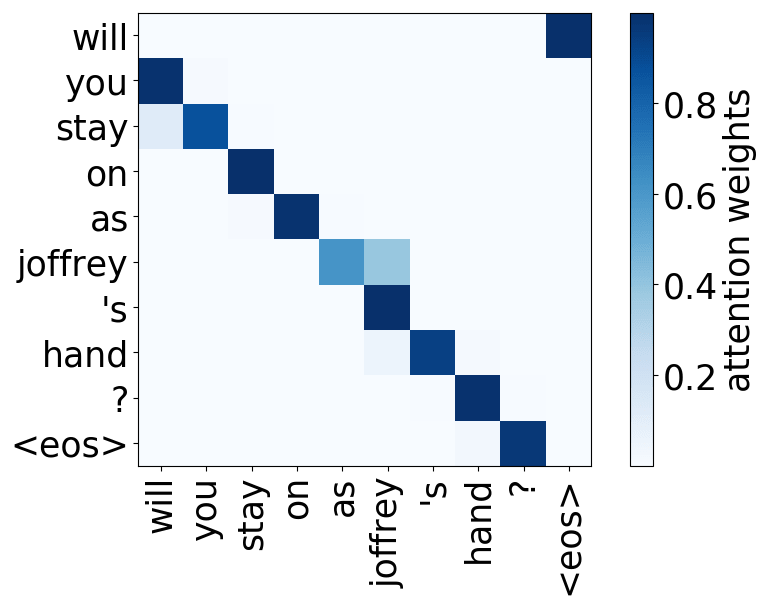 will
you
stay
on
as
joffrey
's
hand
?
<eos>
will
you
stay
on
as
joffrey
's
hand
?
<eos>
0.8
0.6
0.4
0.2
attention weights